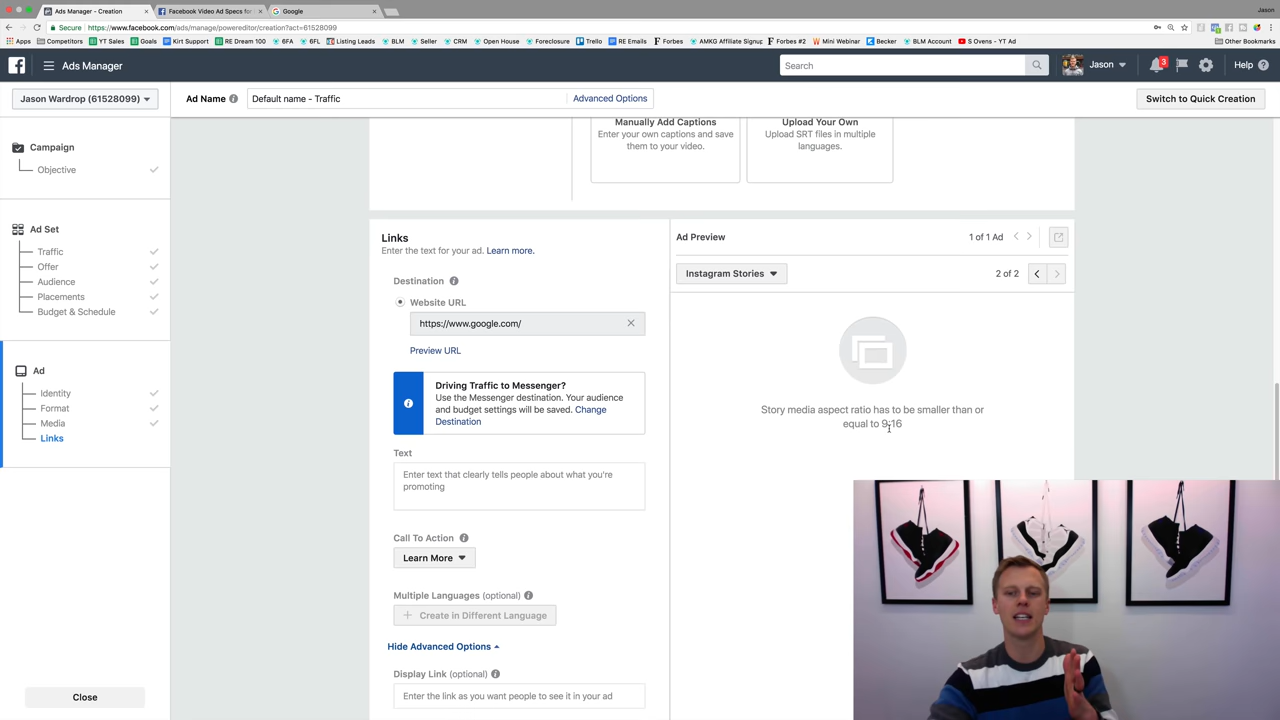 Ads Manager - Creation
Facebook Video Ad Specs for
Google
Jason
Secure
https://www.facebook.com/ads/manage/powereditor/creation?act=61528099
Apps
Competitors
YT Sales
Goals
Kirt Support
RE Dream 100
6FA
6FL
Listing Leads
BLM
Seller
CRM
Open House
Foreclosure
Trello
RE Emails
Forbes
AMKG Affiliate Signup
Forbes #2
Mini Webinar
Becker
BLM Account
S Ovens - YT Ad
Other Bookmarks
Ads Manager
Search
Jason
3
Help
Jason Wardrop (61528099)
Ad Name
Default name - Traffic
Advanced Options
Switch to Quick Creation
Campaign
Objective
Ad Set
Traffic
Offer
Audience
Placements
Budget & Schedule
Ad
Identity
Format
Media
Links
Close
Manually Add Captions
Enter your own captions and save
them to your video.
Upload Your Own
Upload SRT files in multiple
languages.
Links
Enter the text for your ad. Learn more.
Destination
Website URL
https://www.google.com/
Preview URL
Driving Traffic to Messenger?
Use the Messenger destination. Your audience
and budget settings will be saved. Change
Destination
Text
Enter text that clearly tells people about what you're
promoting
Call To Action
Learn More
Multiple Languages (optional)
Create in Different Language
Hide Advanced Options
Display Link (optional)
Enter the link as you want people to see it in your ad
Ad Preview
1 of 1 Ad
Instagram Stories
2 of 2
Story media aspect ratio has to be smaller than or
equal to 9:16